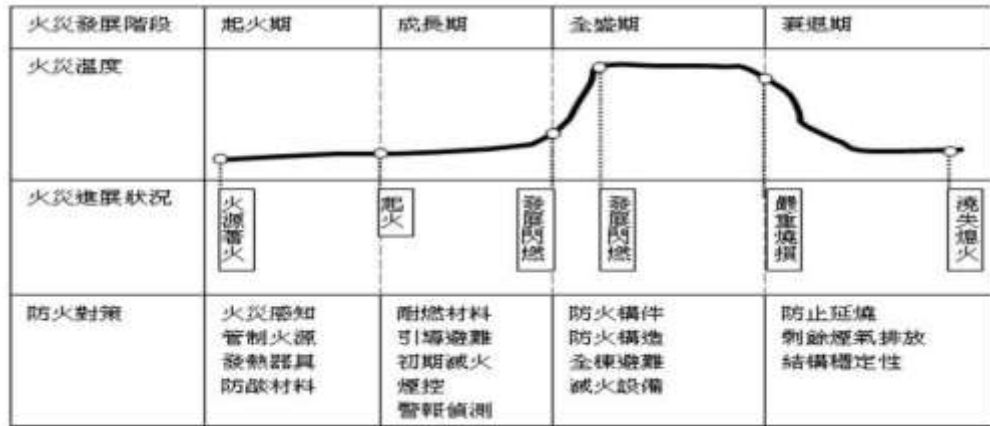 火災發展階段 起火期 成長期 全盛期 衰退期
火災溫度
火災進展狀況
火源著火
起火
發展閃燃
發展閃燃
嚴重燒損
澆失熄火
防火對策
火災感知
管制火源
發熱器具
防燄材料
耐燃材料
引導避難
初期滅火
煙控
警報偵測
防火構件
防火構造
全棟避難
滅火設備
防止延燒
剩餘煙氣排放
結構穩定性